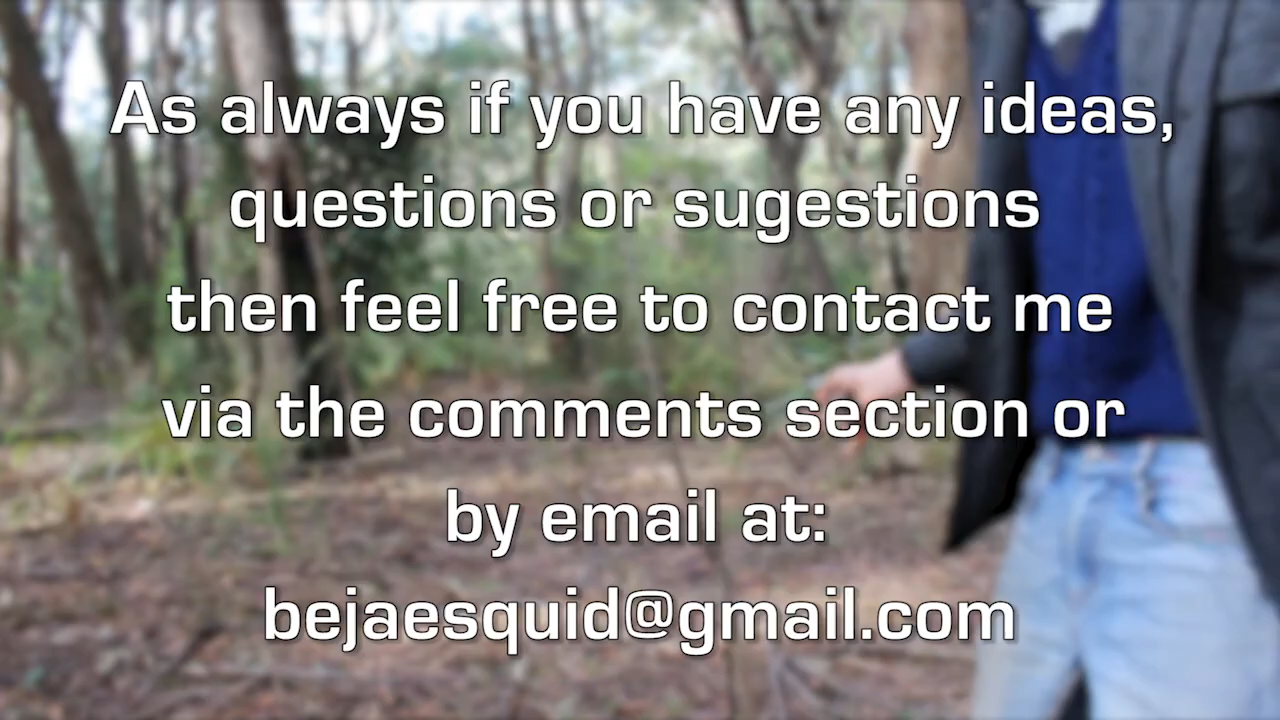 As always if you have any ideas,
questions or sugestions
then feel free to contact me
via the comments section or
by email at:
bejaesquid@gmail.com